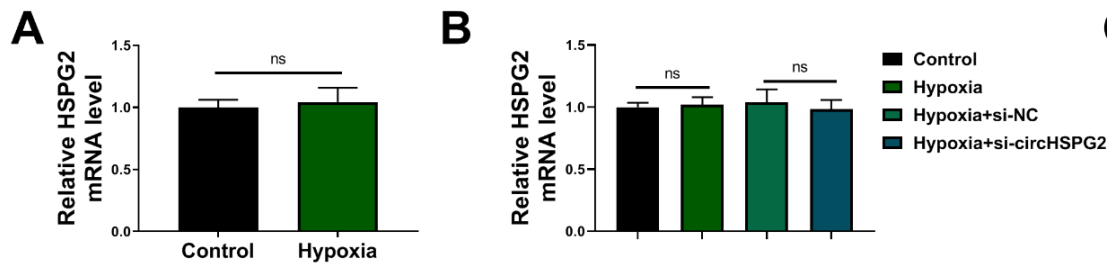 A
Relative HSPG2
mRNA level
1.5
1.0
0.5
0.0
ns
Control
Hypoxia
B
Relative HSPG2
mRNA level
1.5
1.0
0.5
0.0
ns
ns
Control
Hypoxia
Hypoxia+si-NC
Hypoxia+si-circHSPG2